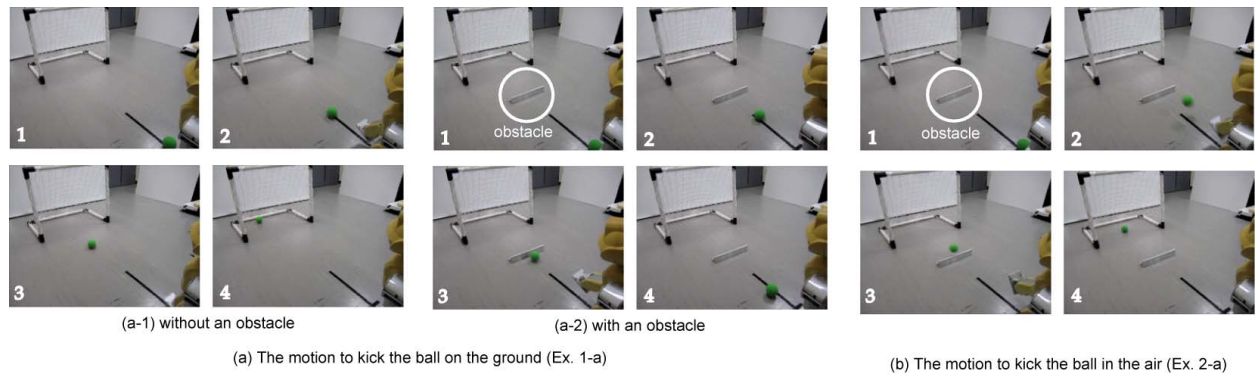 1
2
1
obstacle
2
1
obstacle
2
3
4
3
4
3
4
(a-1) without an obstacle
(a-2) with an obstacle
(a) The motion to kick the ball on the ground (Ex. 1-a)
(b) The motion to kick the ball in the air (Ex. 2-a)